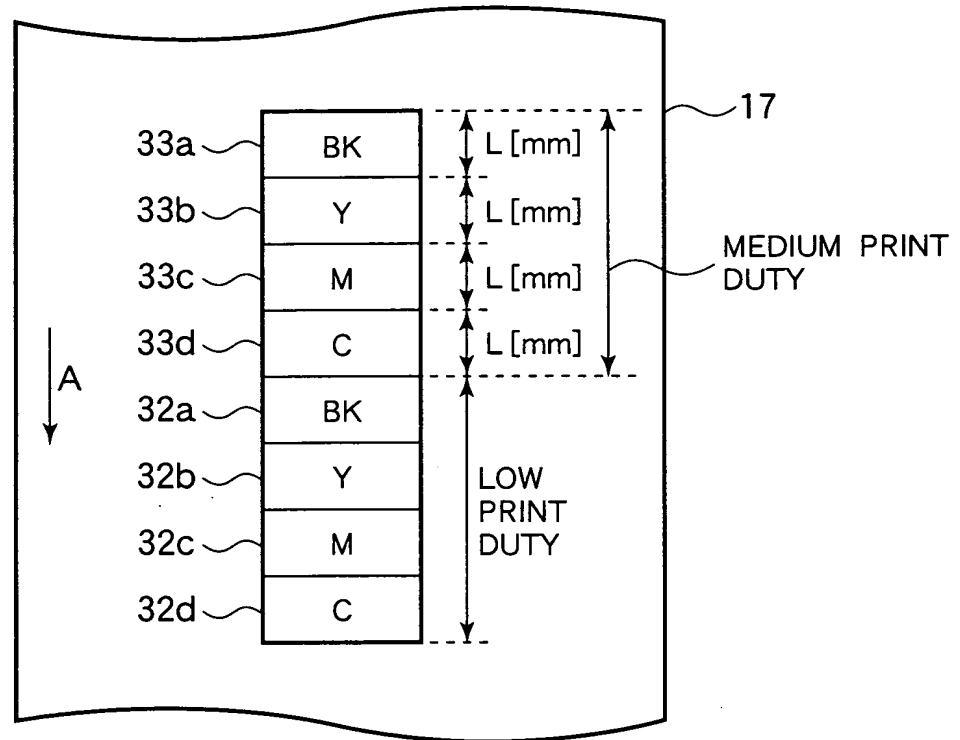 17
33a BK L [mm]
33b Y L [mm]
MEDIUM PRINT
DUTY
33c M L [mm]
33d C L [mm]
A
32a BK
32b Y
LOW
PRINT
DUTY
32c M
32d C